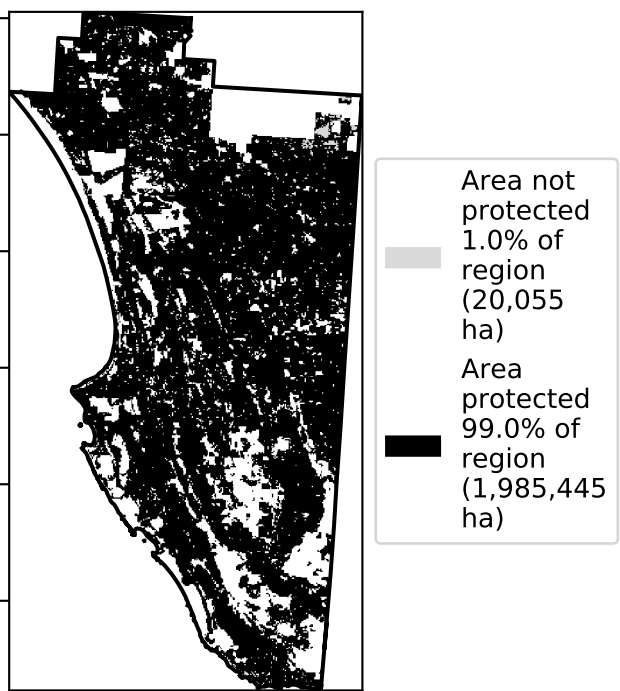 Area not
protected
1.0% of
region
(20,055
ha)
Area
protected
99.0% of
region
(1,985,445
ha)